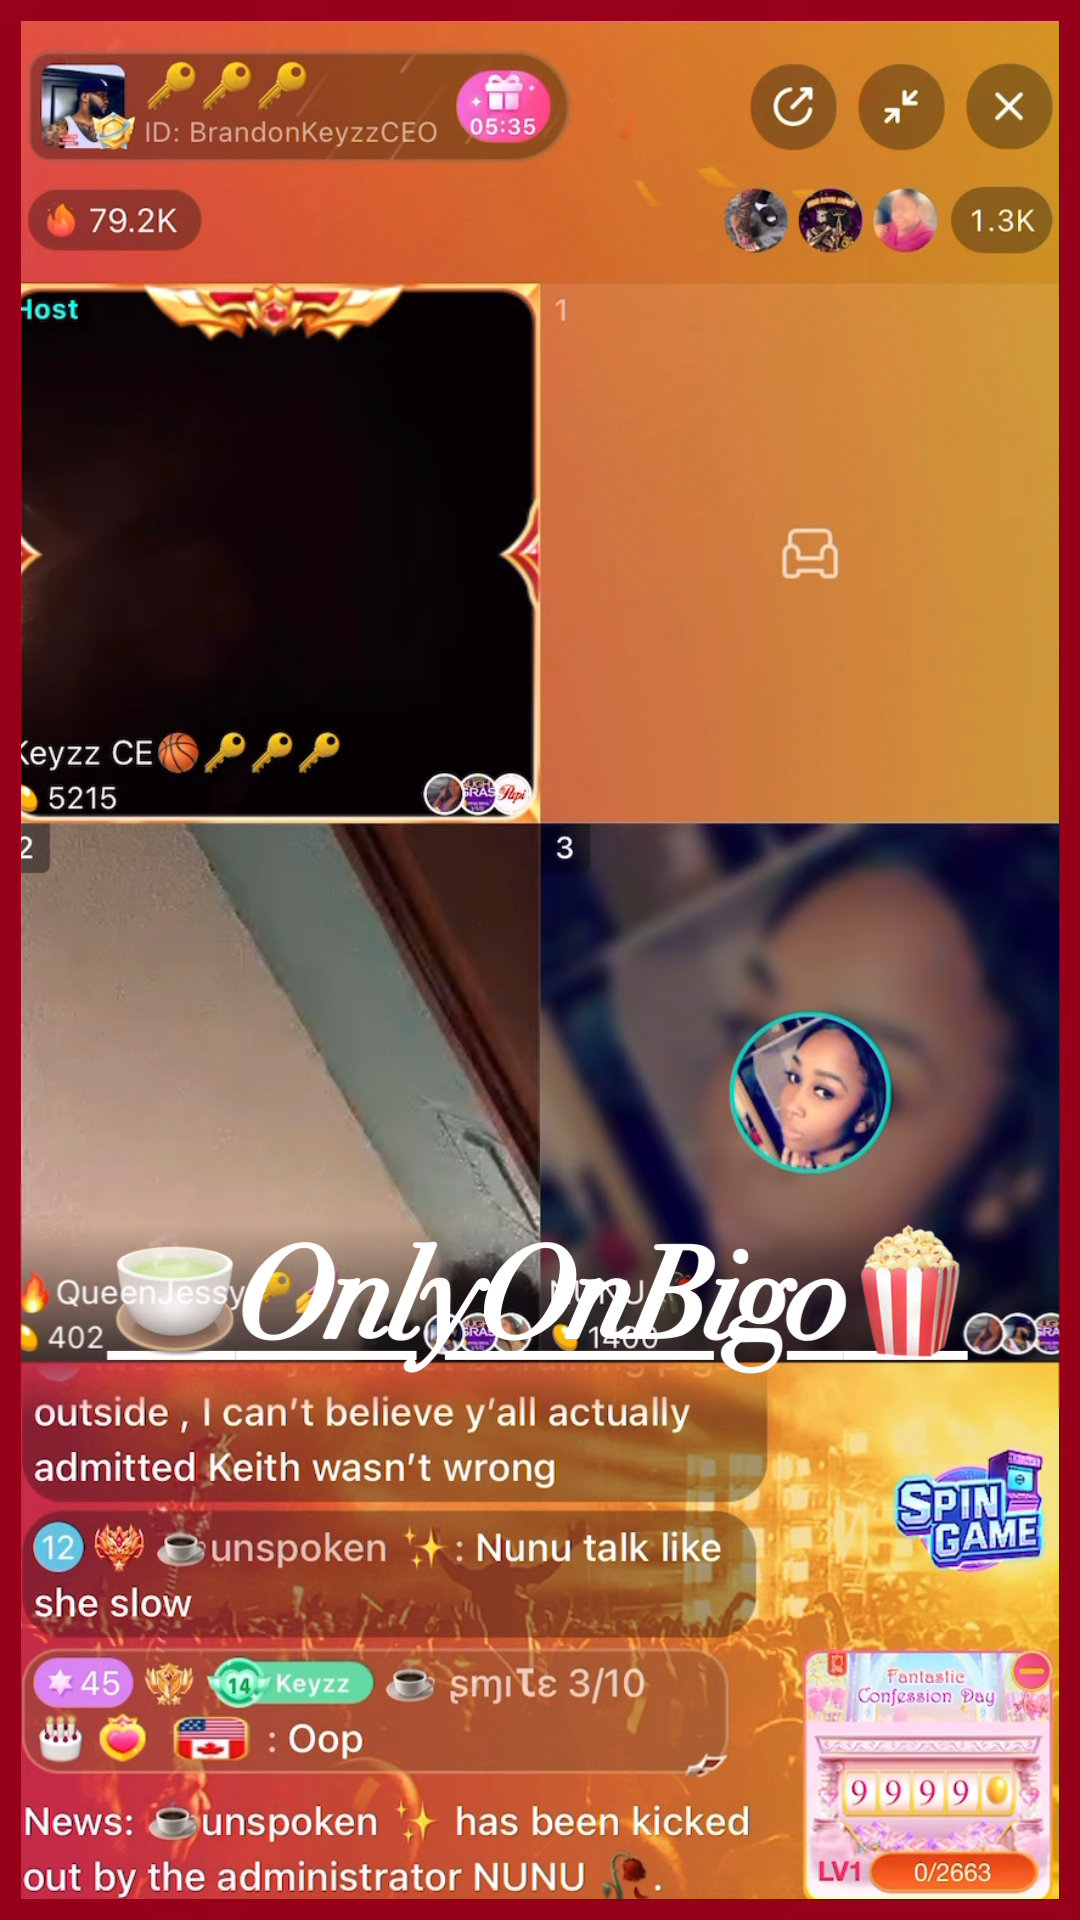 🔑🔑🔑
ID: BrandonKeyzzCEO
05:35
🔥 79.2K
1.3K
Host
1
Keyzz CE🏀🔑🔑🔑
5215
2
3
🔥QueenJessy🔑
NUNU
402
1400
🍵OnlyOnBigo🍿
outside , I can't believe y'all actually
admitted Keith wasn't wrong
12 ☕unspoken ✨: Nunu talk like
she slow
45 14 Keyzz ☕ ʂɱıƮɛ 3/10
: Oop
News: ☕unspoken ✨ has been kicked
out by the administrator NUNU 🥀.
SPIN
GAME
Fantastic
Confession Day
9 9 9 9
LV1 0/2663